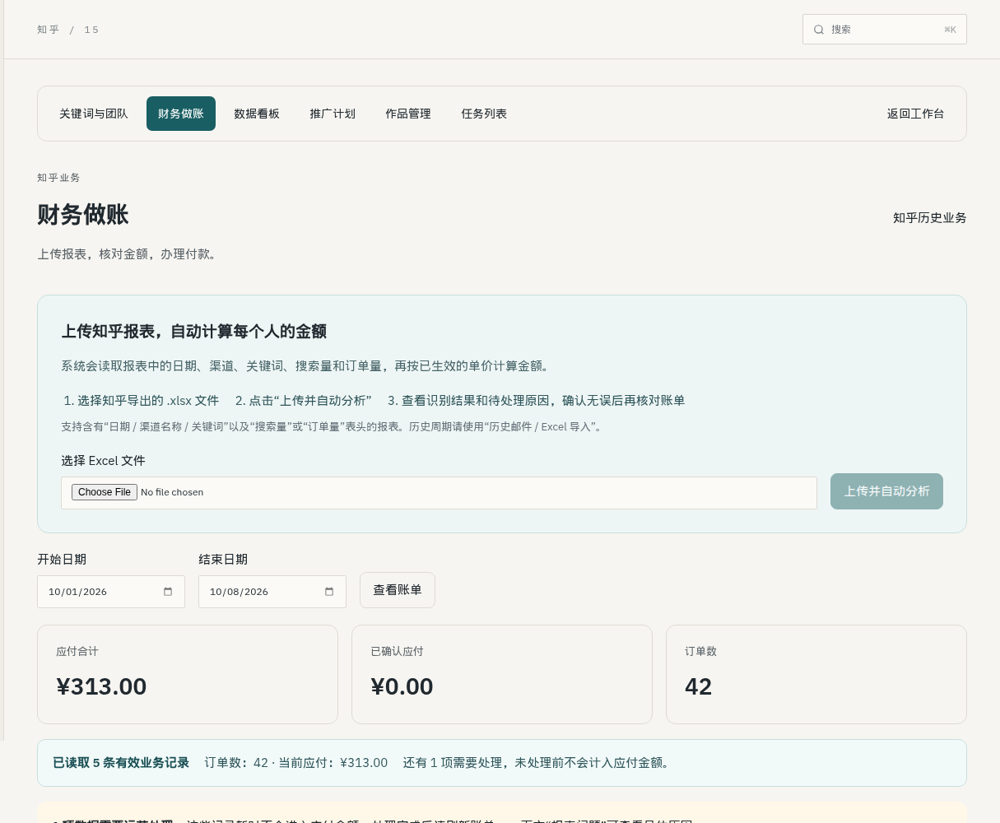 知乎 / 15
搜索 ⌘K
关键词与团队 财务做账 数据看板 推广计划 作品管理 任务列表 返回工作台
知乎业务
财务做账
知乎历史业务
上传报表，核对金额，办理付款。
上传知乎报表，自动计算每个人的金额
系统会读取报表中的日期、渠道、关键词、搜索量和订单量，再按已生效的单价计算金额。
1. 选择知乎导出的 .xlsx 文件 2. 点击“上传并自动分析” 3. 查看识别结果和待处理原因，确认无误后再核对账单
支持含有“日期 / 渠道名称 / 关键词”以及“搜索量”或“订单量”表头的报表。历史周期请使用“历史邮件 / Excel 导入”。
选择 Excel 文件
Choose File No file chosen
上传并自动分析
开始日期 结束日期
10/01/2026 10/08/2026 查看账单
应付合计 已确认应付 订单数
¥313.00 ¥0.00 42
已读取 5 条有效业务记录 订单数：42 · 当前应付：¥313.00 还有 1 项需要处理，未处理前不会计入应付金额。